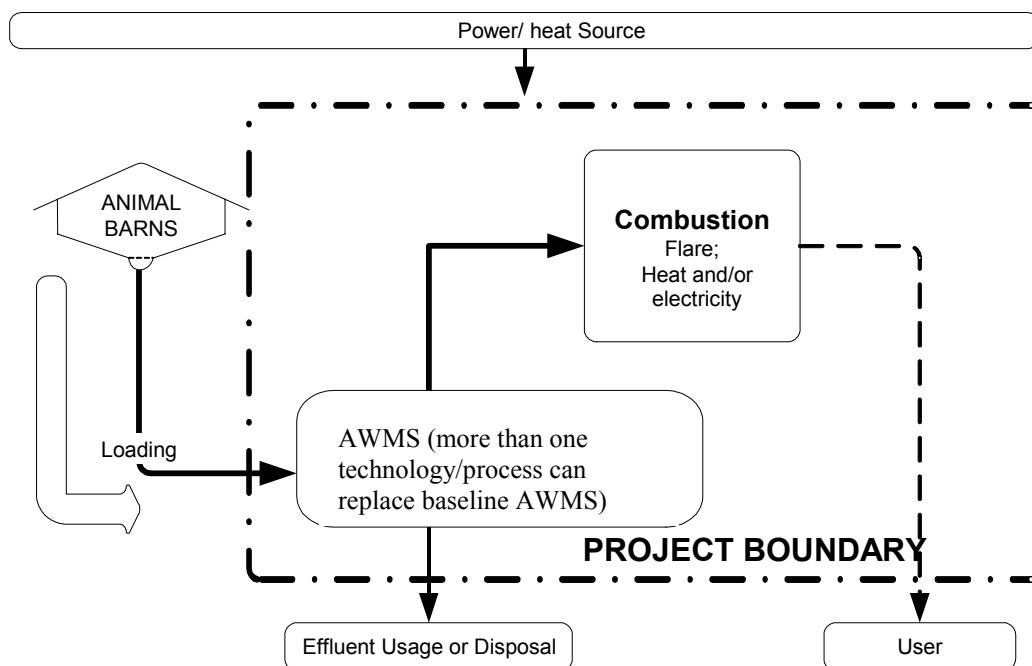 Power/ heat Source
ANIMAL
BARNS
Combustion
Flare;
Heat and/or
electricity
Loading
AWMS (more than one
technology/process can
replace baseline AWMS)
PROJECT BOUNDARY
Effluent Usage or Disposal
User